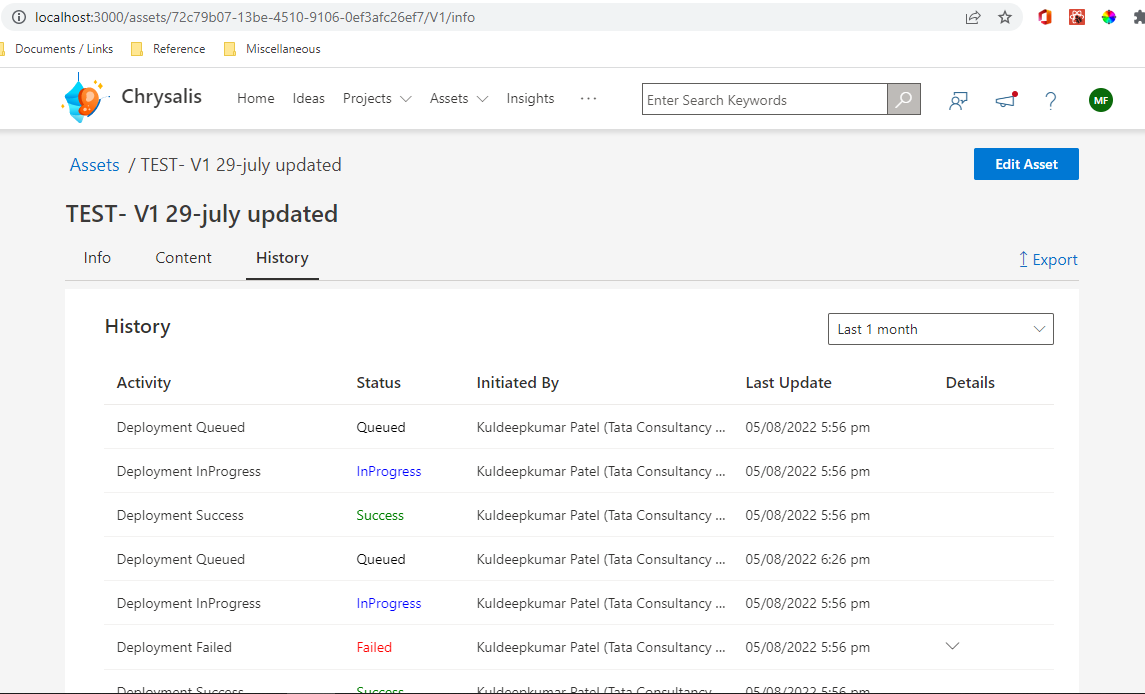 localhost:3000/assets/72c79b07-13be-4510-9106-0ef3afc26ef7/V1/info
Documents / Links Reference Miscellaneous
Chrysalis Home Ideas Projects Assets Insights ... Enter Search Keywords ? MF
Assets / TEST- V1 29-july updated Edit Asset
TEST- V1 29-july updated
Info Content History Export
History Last 1 month
Activity Status Initiated By Last Update Details
Deployment Queued Queued Kuldeepkumar Patel (Tata Consultancy ... 05/08/2022 5:56 pm
Deployment InProgress InProgress Kuldeepkumar Patel (Tata Consultancy ... 05/08/2022 5:56 pm
Deployment Success Success Kuldeepkumar Patel (Tata Consultancy ... 05/08/2022 5:56 pm
Deployment Queued Queued Kuldeepkumar Patel (Tata Consultancy ... 05/08/2022 6:26 pm
Deployment InProgress InProgress Kuldeepkumar Patel (Tata Consultancy ... 05/08/2022 5:56 pm
Deployment Failed Failed Kuldeepkumar Patel (Tata Consultancy ... 05/08/2022 5:56 pm
Deployment Success Success Kuldeepkumar Patel (Tata Consultancy ... 05/08/2022 5:56 pm